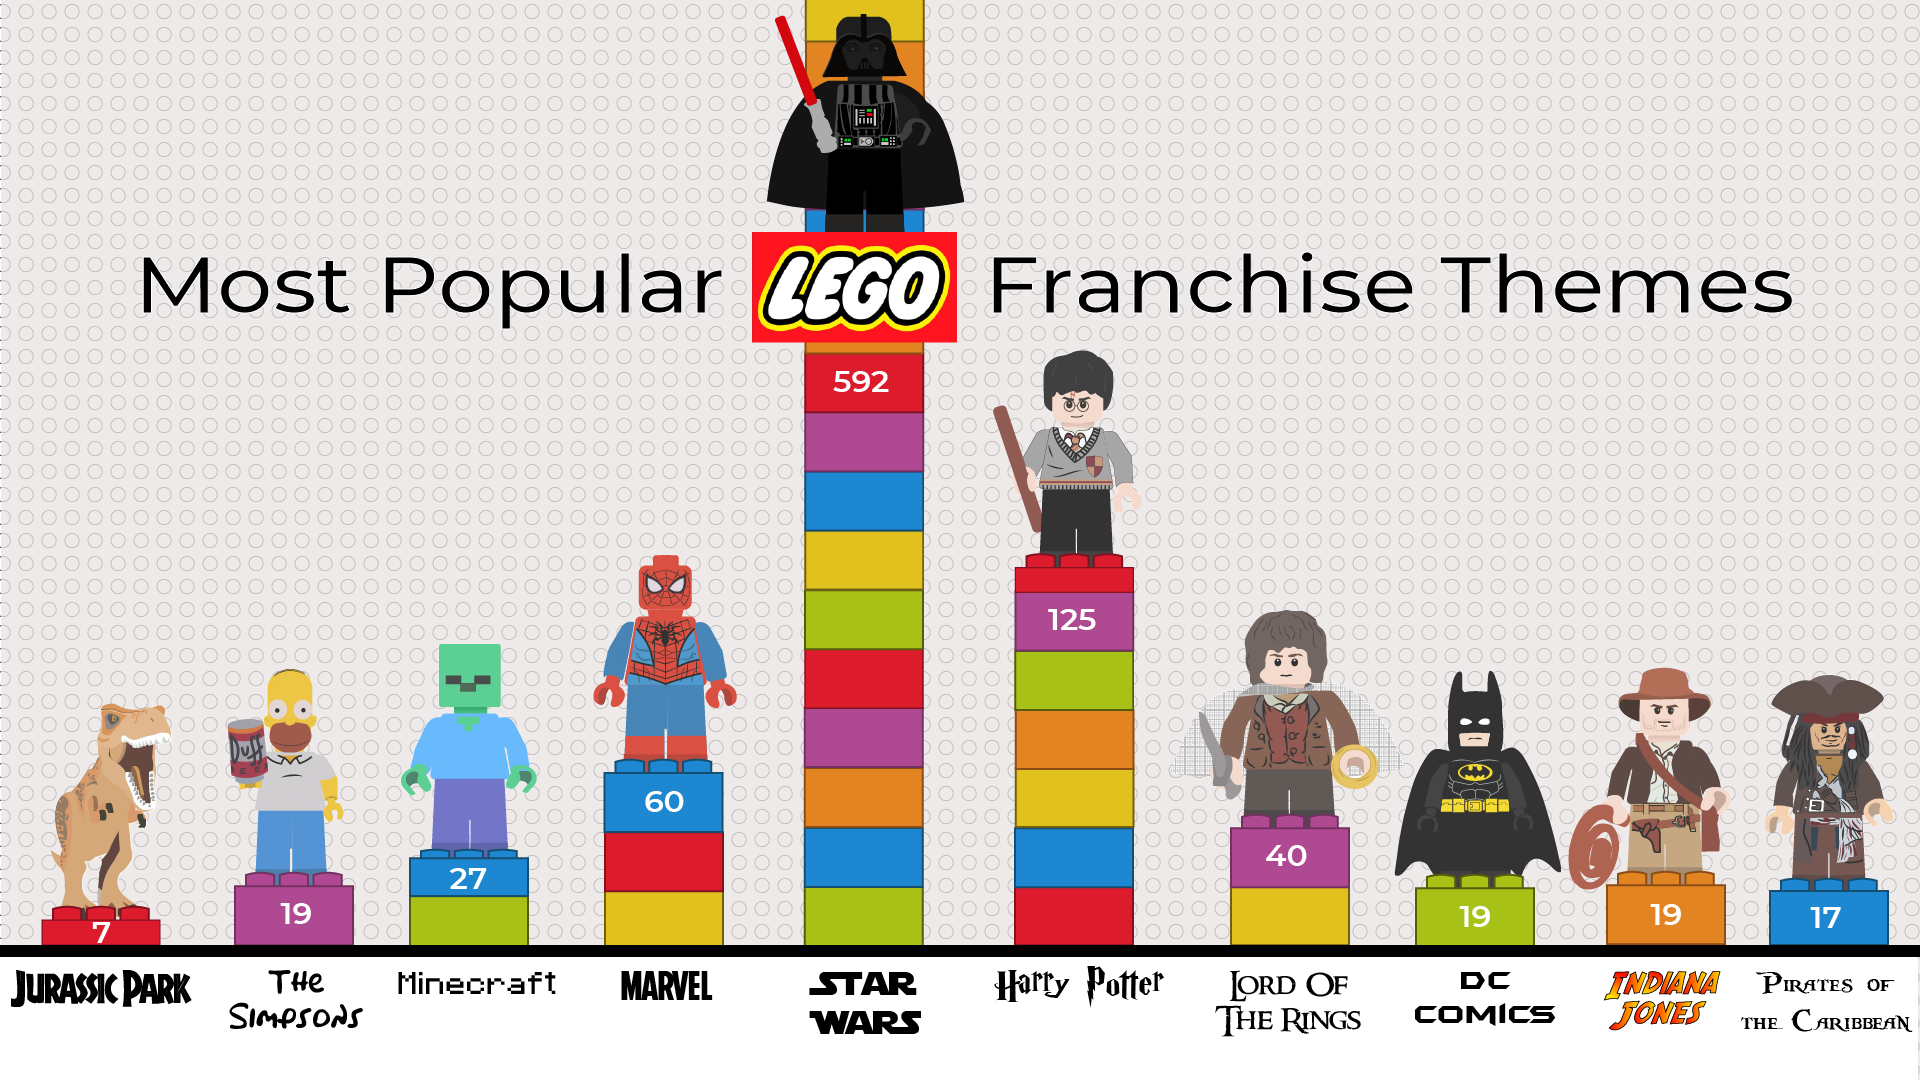 Most Popular LEGO Franchise Themes
592
125
60
40
27
19
19
19
17
7
Duff
JURASSIC PARK
THE
SIMPSONS
Minecraft
MARVEL
STAR
WARS
Harry Potter
LORD OF
THE RINGS
DC
COMICS
INDIANA
JONES
PIRATES OF
THE CARIBBEAN